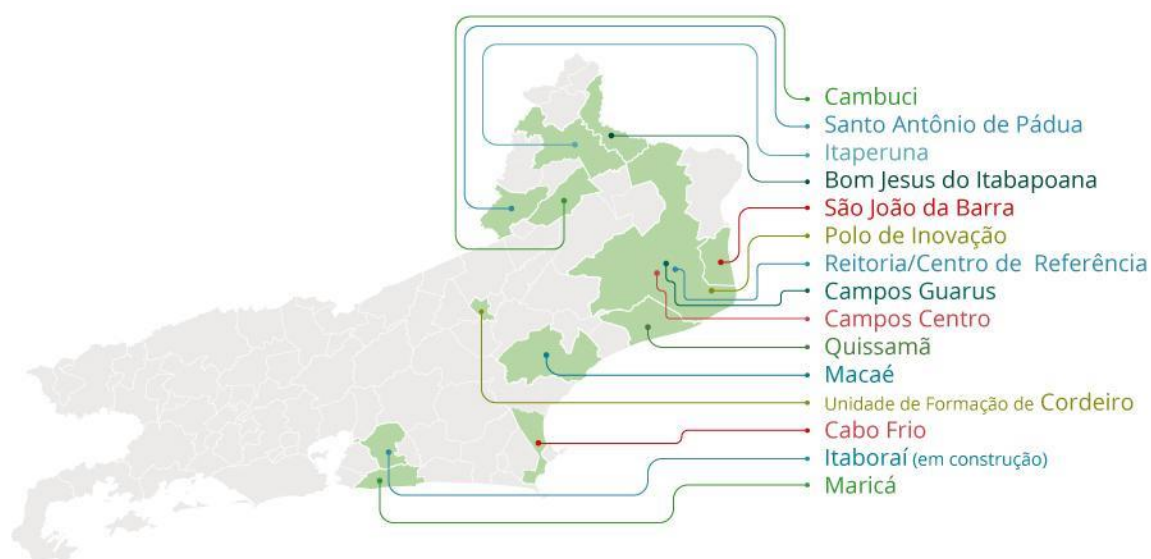 Cambuci
Santo Antônio de Pádua
Itaperuna
Bom Jesus do Itabapoana
São João da Barra
Polo de Inovação
Reitoria/Centro de Referência
Campos Guarus
Campos Centro
Quissamã
Macaé
Unidade de Formação de Cordeiro
Cabo Frio
Itaboraí (em construção)
Maricá